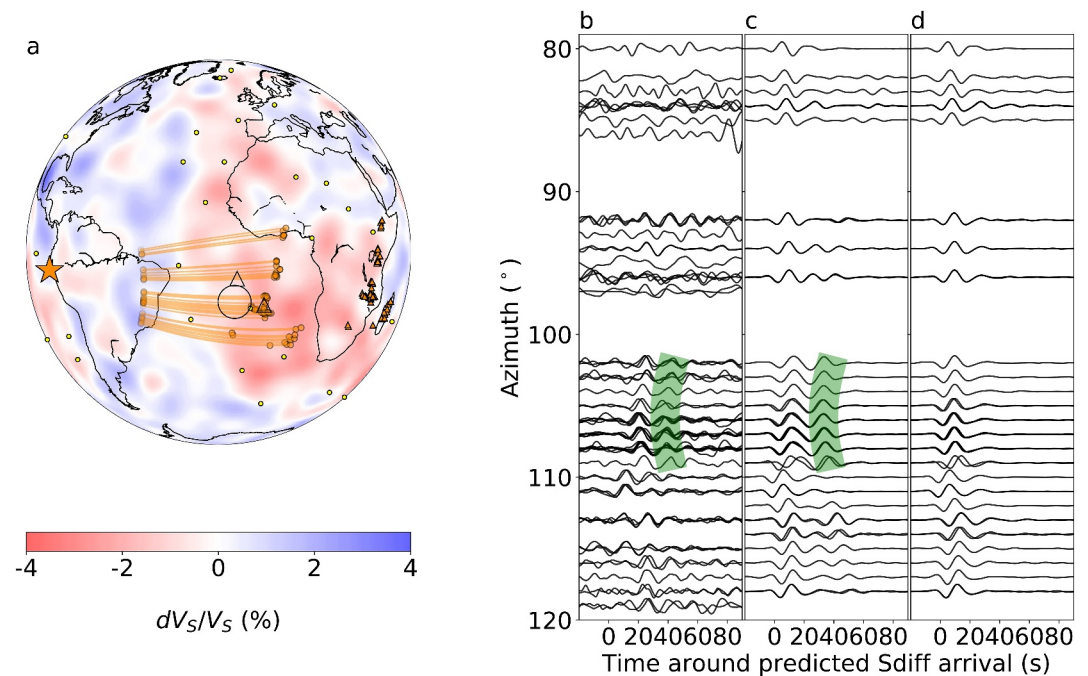 a
b
c
d
80
90
100
110
120
Azimuth (°)
0 20406080
0 20406080
0 20406080
Time around predicted Sdiff arrival (s)
-4
-2
0
2
4
dVS/VS (%)